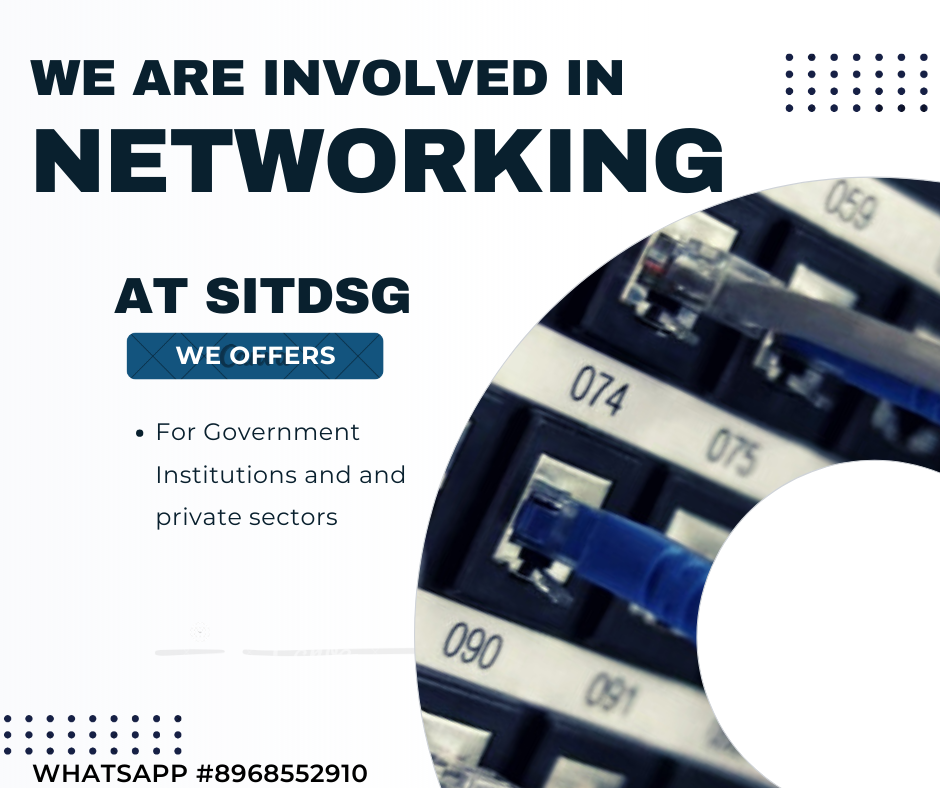 WE ARE INVOLVED IN
NETWORKING
059
AT SITDSG
WE OFFERS
074
075
• For Government
Institutions and and
private sectors
090
091
WHATSAPP #8968552910